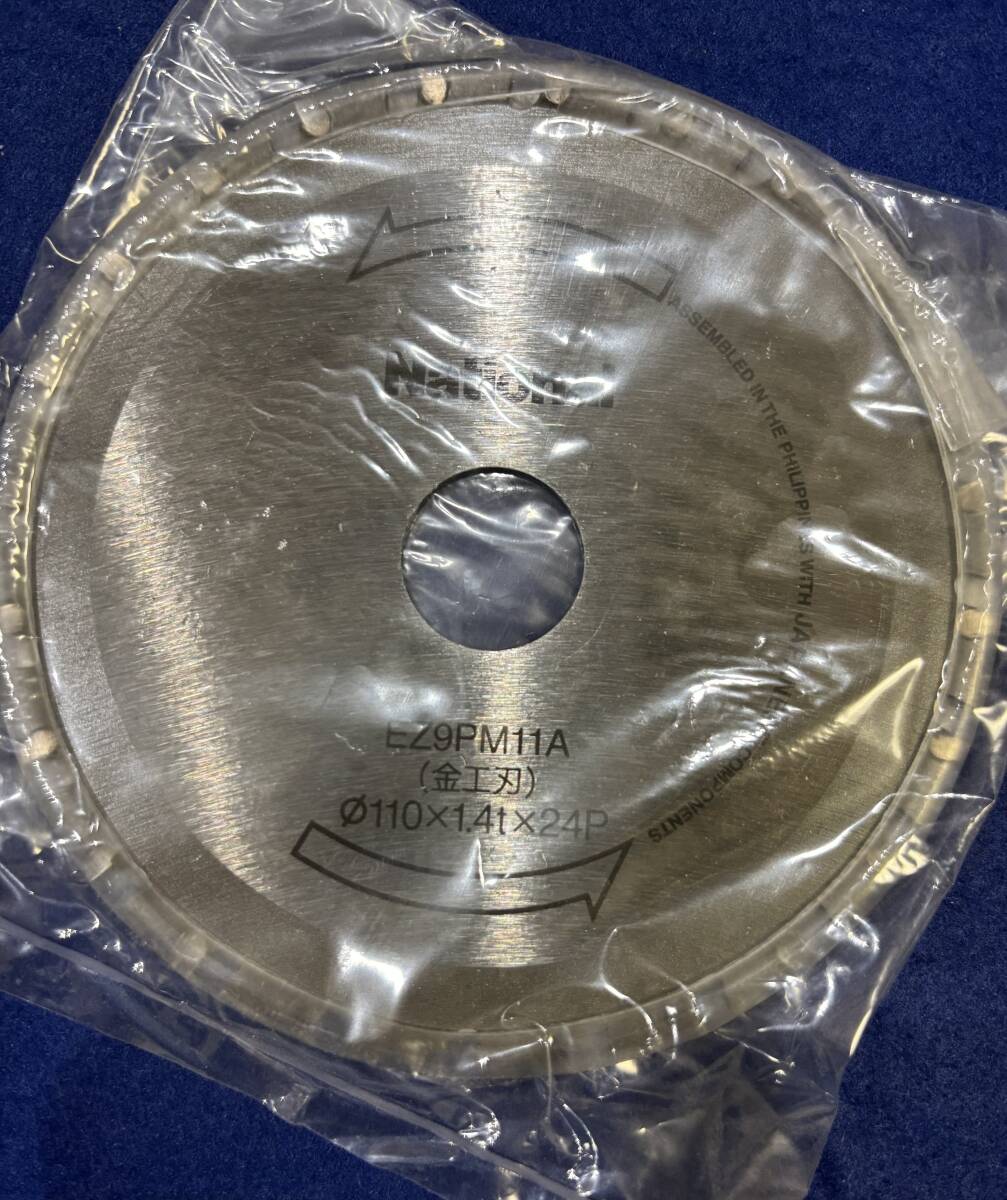 National
ASSEMBLED IN THE PHILIPPINES WITH JAPANESE COMPONENTS
EZ9PM11A
(金工刃)
Ø110×1.4t×24P